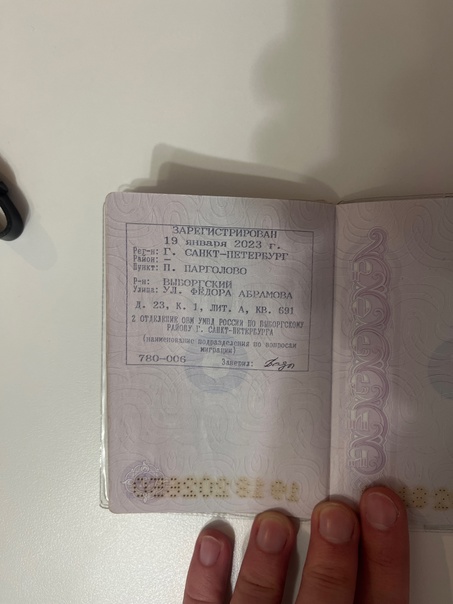 ЗАРЕГИСТРИРОВАН
19 января 2023 г.
Рег-н: Г. САНКТ-ПЕТЕРБУРГ
Район: –
Пункт: П. ПАРГОЛОВО
Р-н: ВЫБОРГСКИЙ
Улица: УЛ. ФЁДОРА АБРАМОВА
Д. 23, К. 1, ЛИТ. А, КВ. 691
2 ОТДЕЛЕНИЕ ОВМ УМВД РОССИИ ПО ВЫБОРГСКОМУ
РАЙОНУ Г. САНКТ-ПЕТЕРБУРГА
(наименование подразделения по вопросам
миграции)
780-006 Заверил: